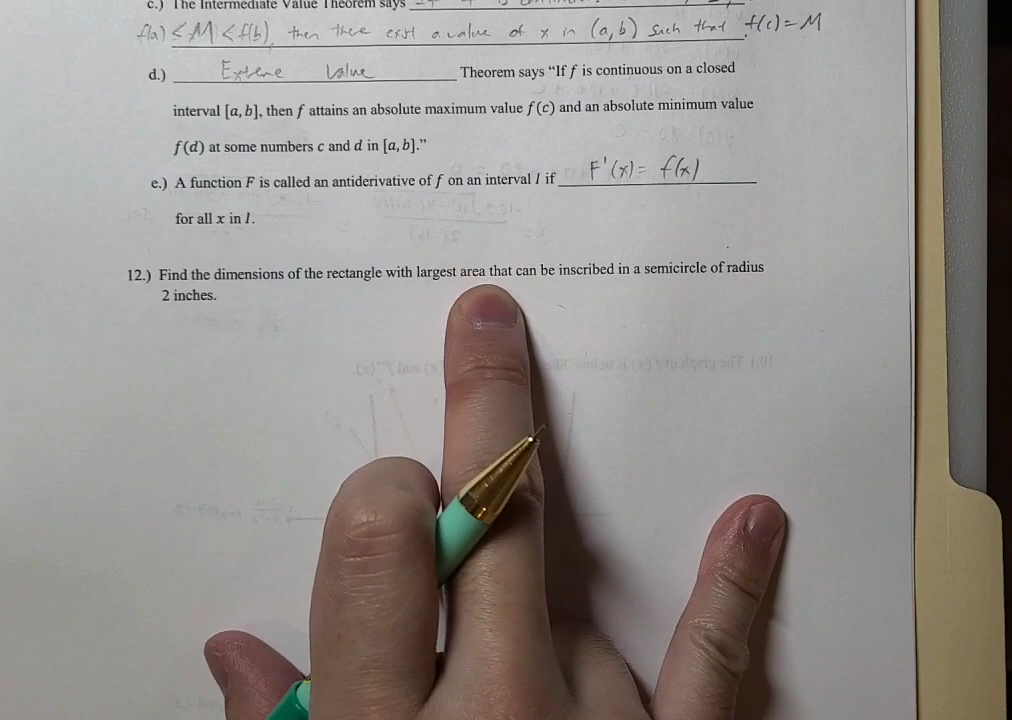 c.) The Intermediate Value Theorem says
f(a) < M < f(b), then there exist a value of x in (a, b) such that f(c) = M
d.) Extreme Value Theorem says “If f is continuous on a closed
interval [a, b], then f attains an absolute maximum value f(c) and an absolute minimum value
f(d) at some numbers c and d in [a, b].”
e.) A function F is called an antiderivative of f on an interval I if F'(x) = f(x)
for all x in I.
12.) Find the dimensions of the rectangle with largest area that can be inscribed in a semicircle of radius
2 inches.